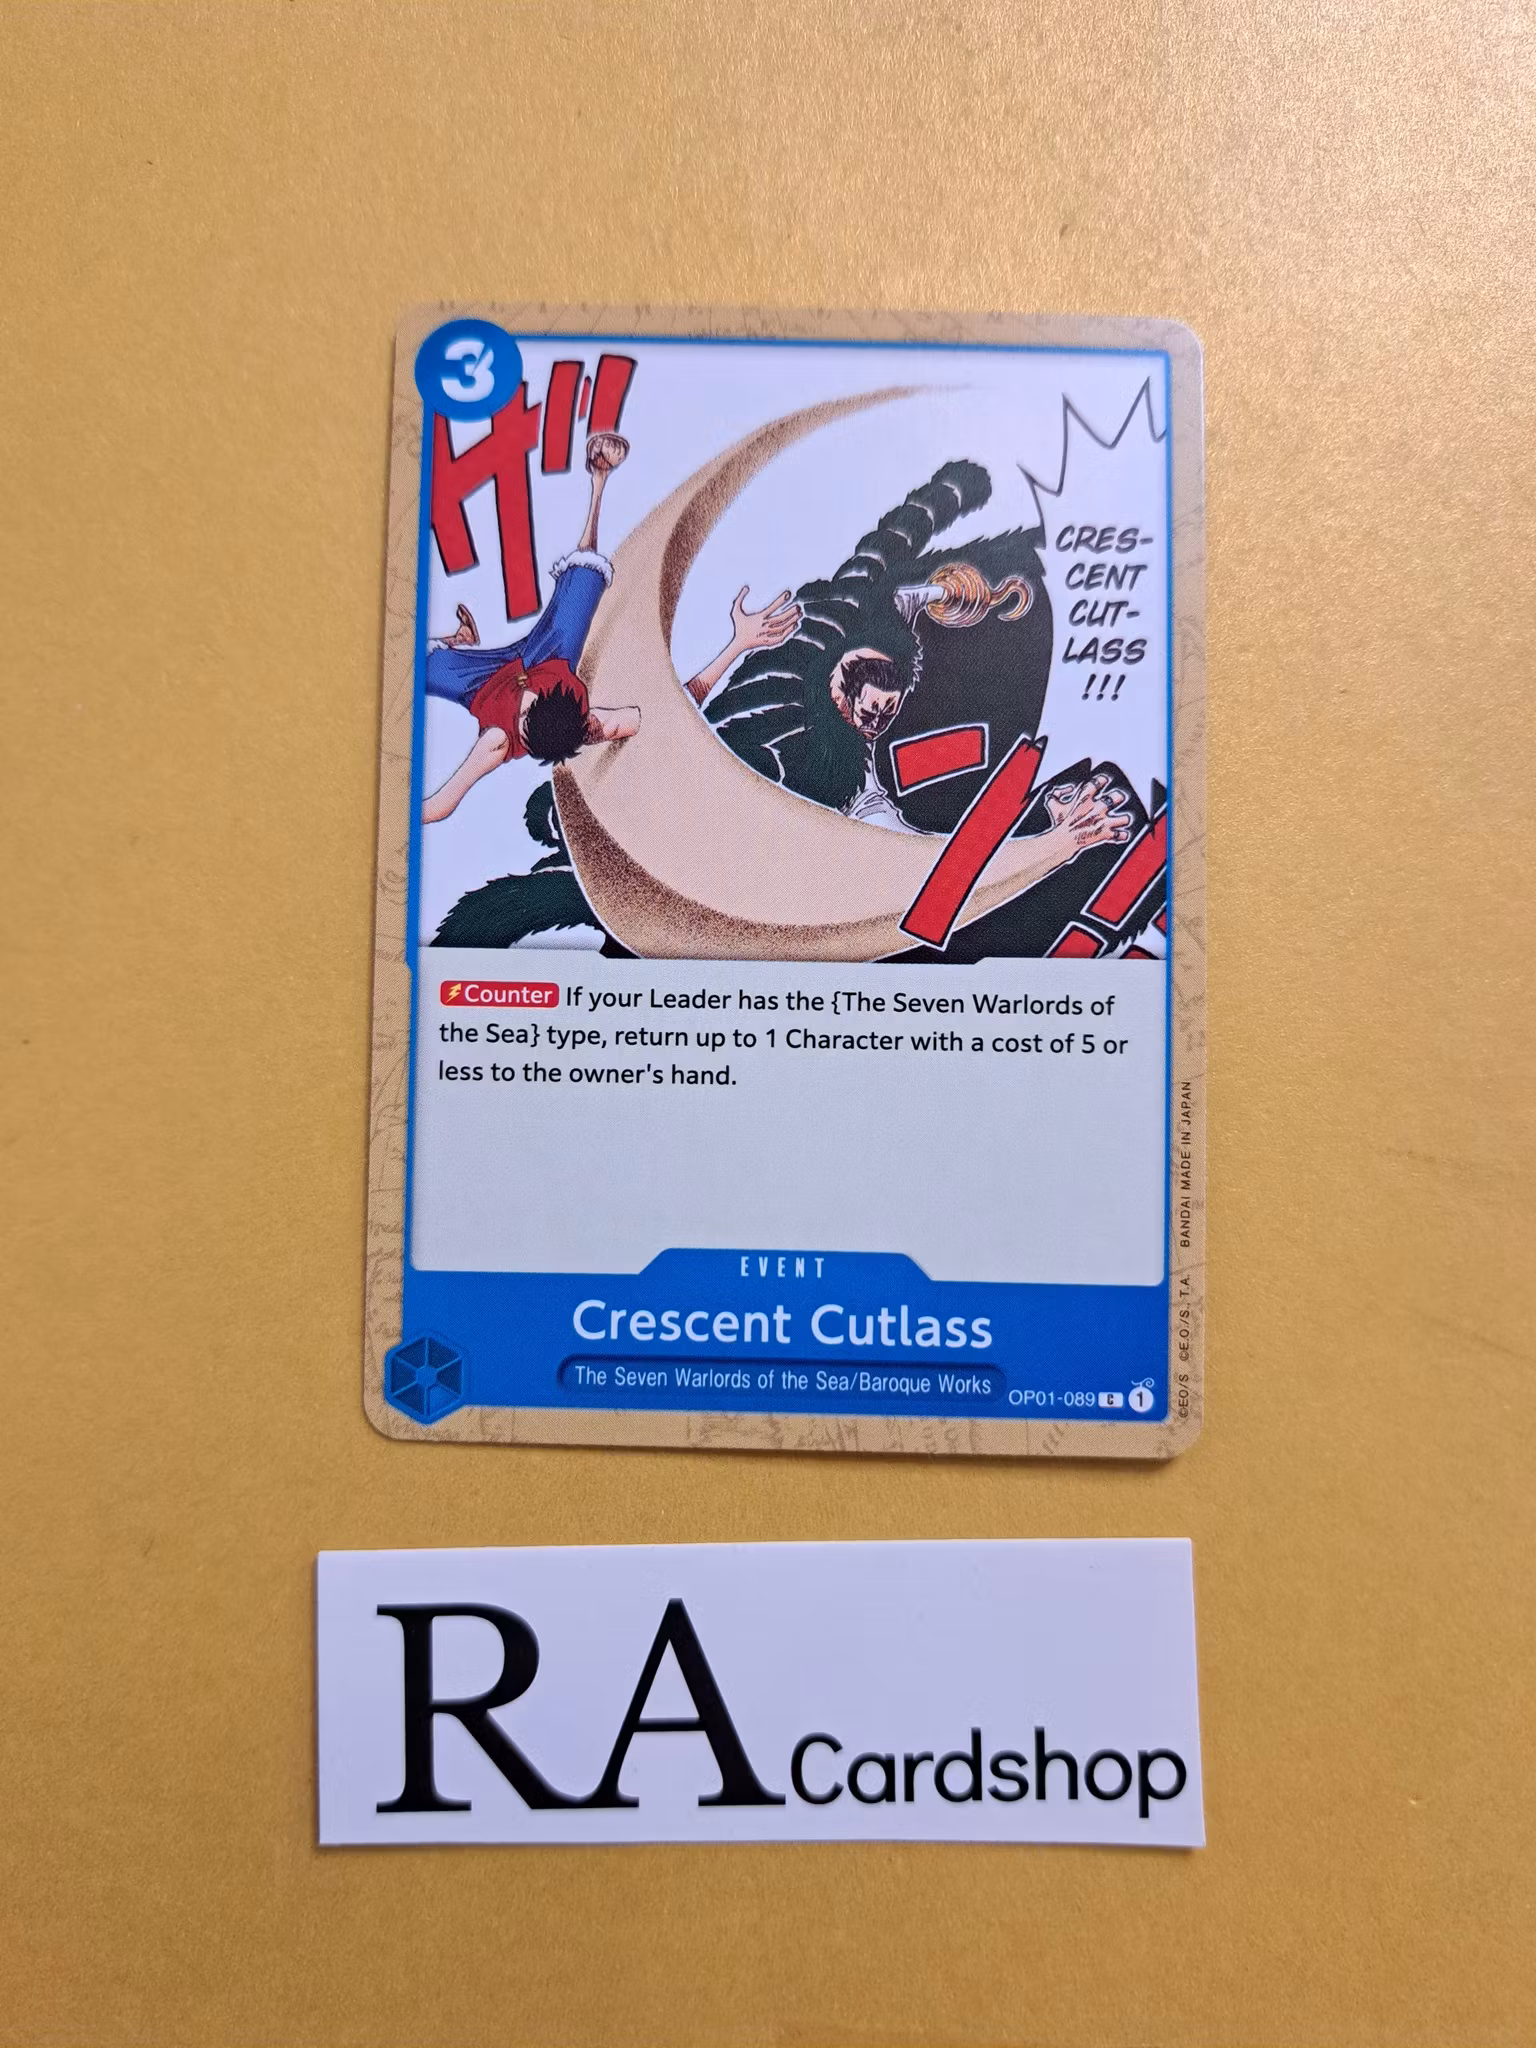 3
CRES-
CENT
CUT-
LASS
!!!
Counter If your Leader has the {The Seven Warlords of
the Sea} type, return up to 1 Character with a cost of 5 or
less to the owner's hand.
EVENT
Crescent Cutlass
The Seven Warlords of the Sea/Baroque Works
OP01-089 C 1
©EO/S ©E.O./S., T.A. BANDAI MADE IN JAPAN
RA Cardshop